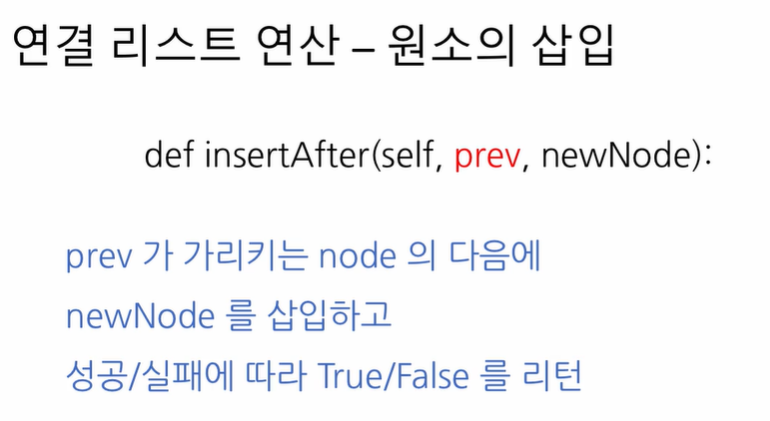 연결 리스트 연산 – 원소의 삽입
def insertAfter(self, prev, newNode):
prev 가 가리키는 node 의 다음에
newNode 를 삽입하고
성공/실패에 따라 True/False 를 리턴